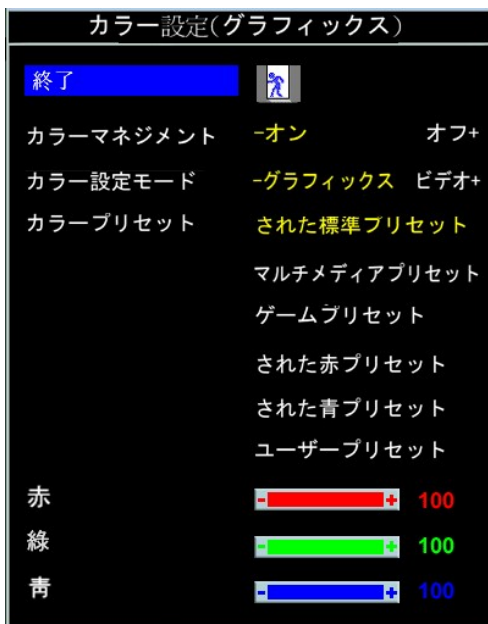 カラー設定(グラフィックス)
終了
カラーマネジメント -オン オフ+
カラー設定モード -グラフィックス ビデオ+
カラープリセット された標準プリセット
マルチメディアプリセット
ゲームプリセット
された赤プリセット
された青プリセット
ユーザープリセット
赤 - + 100
綠 - + 100
青 - + 100